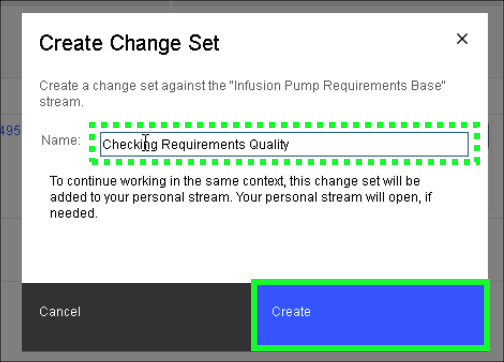 Create Change Set
Create a change set against the "Infusion Pump Requirements Base"
stream.
495
Name: Checking Requirements Quality
To continue working in the same context, this change set will be
added to your personal stream. Your personal stream will open, if
needed.
Cancel Create